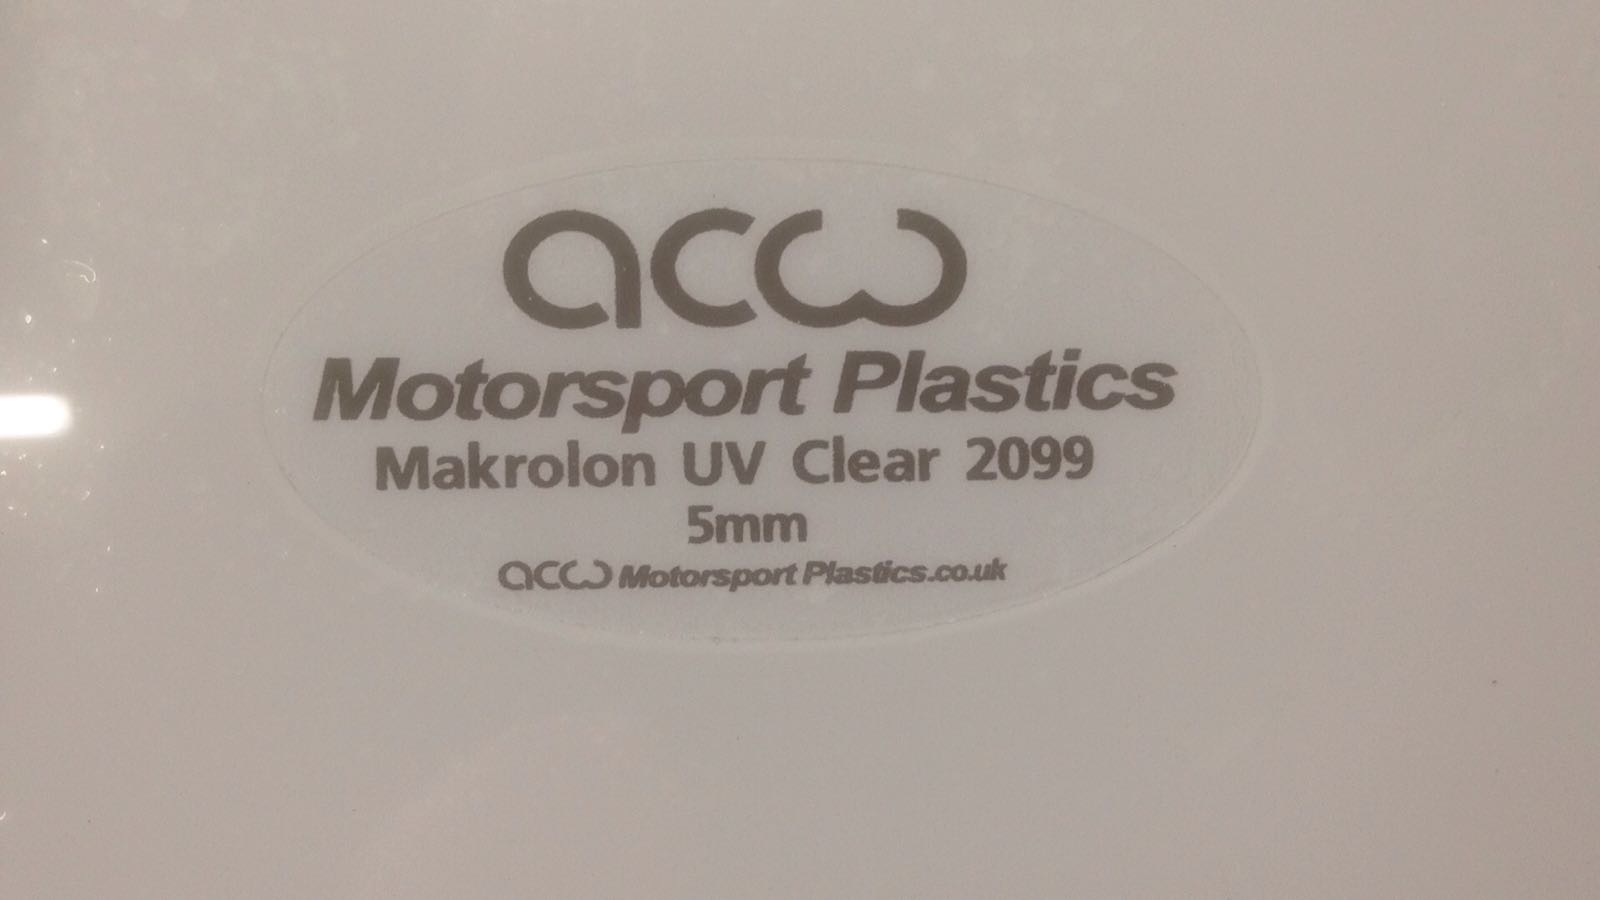 acw
Motorsport Plastics
Makrolon UV Clear 2099
5mm
acw Motorsport Plastics.co.uk